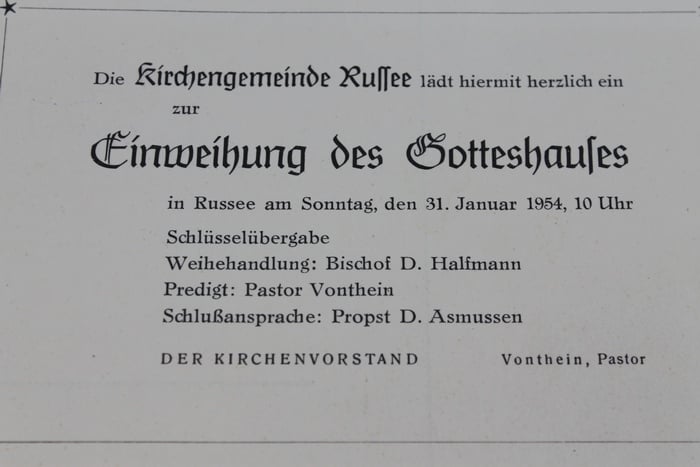 Die Kirchengemeinde Russee lädt hiermit herzlich ein
zur
Einweihung des Gotteshauses
in Russee am Sonntag, den 31. Januar 1954, 10 Uhr
Schlüsselübergabe
Weihehandlung: Bischof D. Halfmann
Predigt: Pastor Vonthein
Schlußansprache: Propst D. Asmussen
DER KIRCHENVORSTAND Vonthein, Pastor